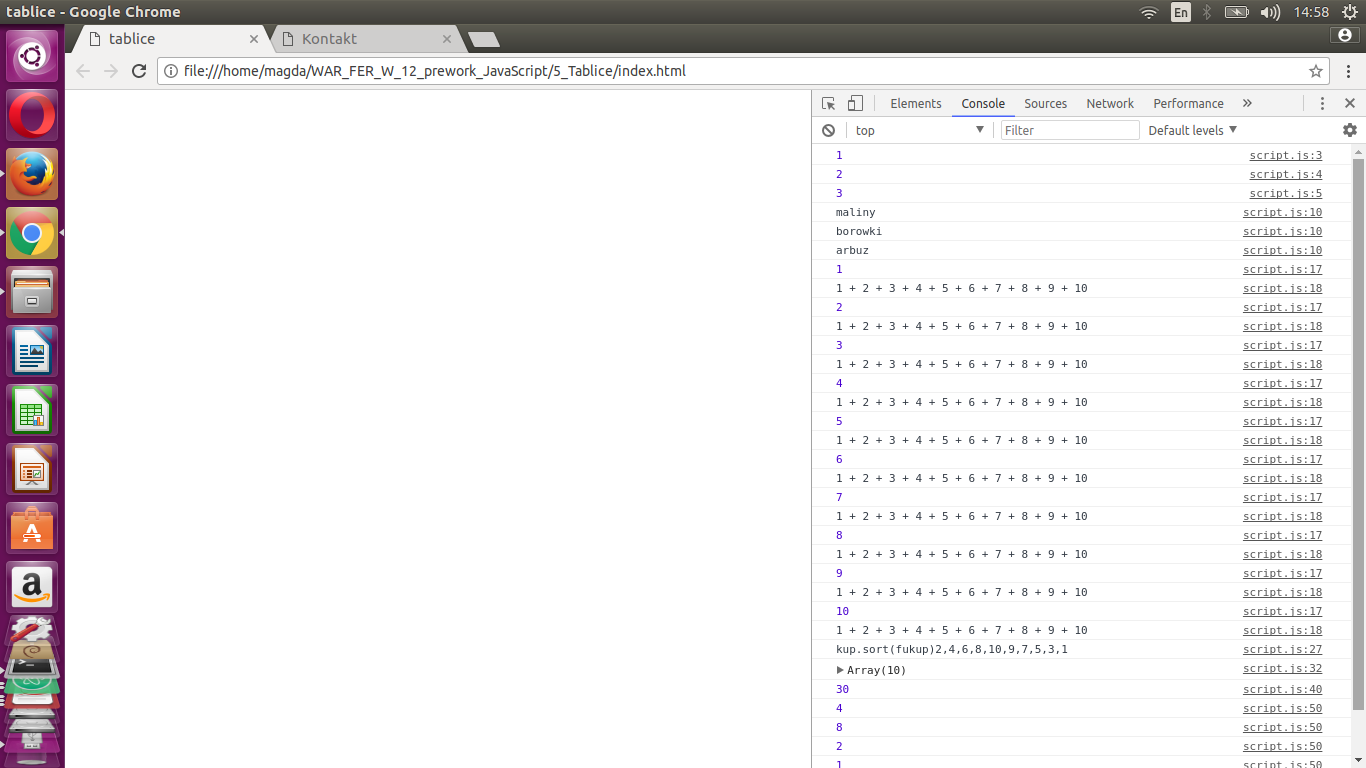 tablice - Google Chrome
En
14:58
tablice
Kontakt
file:///home/magda/WAR_FER_W_12_prework_JavaScript/5_Tablice/index.html
Elements Console Sources Network Performance »
top Filter Default levels
1 script.js:3
2 script.js:4
3 script.js:5
maliny script.js:10
borowki script.js:10
arbuz script.js:10
1 script.js:17
1 + 2 + 3 + 4 + 5 + 6 + 7 + 8 + 9 + 10 script.js:18
2 script.js:17
1 + 2 + 3 + 4 + 5 + 6 + 7 + 8 + 9 + 10 script.js:18
3 script.js:17
1 + 2 + 3 + 4 + 5 + 6 + 7 + 8 + 9 + 10 script.js:18
4 script.js:17
1 + 2 + 3 + 4 + 5 + 6 + 7 + 8 + 9 + 10 script.js:18
5 script.js:17
1 + 2 + 3 + 4 + 5 + 6 + 7 + 8 + 9 + 10 script.js:18
6 script.js:17
1 + 2 + 3 + 4 + 5 + 6 + 7 + 8 + 9 + 10 script.js:18
7 script.js:17
1 + 2 + 3 + 4 + 5 + 6 + 7 + 8 + 9 + 10 script.js:18
8 script.js:17
1 + 2 + 3 + 4 + 5 + 6 + 7 + 8 + 9 + 10 script.js:18
9 script.js:17
1 + 2 + 3 + 4 + 5 + 6 + 7 + 8 + 9 + 10 script.js:18
10 script.js:17
1 + 2 + 3 + 4 + 5 + 6 + 7 + 8 + 9 + 10 script.js:18
kup.sort(fukup)2,4,6,8,10,9,7,5,3,1 script.js:27
Array(10) script.js:32
30 script.js:40
4 script.js:50
8 script.js:50
2 script.js:50
1 script.js:50